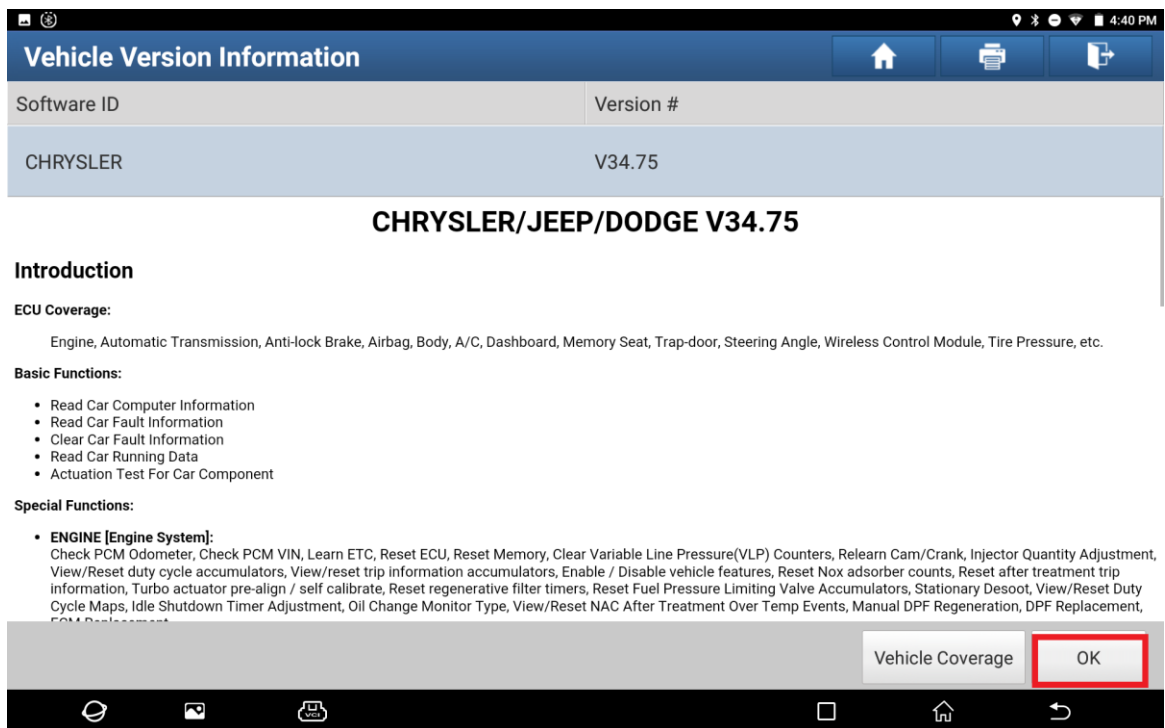 4:40 PM
Vehicle Version Information
Software ID Version #
CHRYSLER V34.75
CHRYSLER/JEEP/DODGE V34.75
Introduction
ECU Coverage:
Engine, Automatic Transmission, Anti-lock Brake, Airbag, Body, A/C, Dashboard, Memory Seat, Trap-door, Steering Angle, Wireless Control Module, Tire Pressure, etc.
Basic Functions:
• Read Car Computer Information
• Read Car Fault Information
• Clear Car Fault Information
• Read Car Running Data
• Actuation Test For Car Component
Special Functions:
• ENGINE [Engine System]:
Check PCM Odometer, Check PCM VIN, Learn ETC, Reset ECU, Reset Memory, Clear Variable Line Pressure(VLP) Counters, Relearn Cam/Crank, Injector Quantity Adjustment,
View/Reset duty cycle accumulators, View/reset trip information accumulators, Enable / Disable vehicle features, Reset Nox adsorber counts, Reset after treatment trip
information, Turbo actuator pre-align / self calibrate, Reset regenerative filter timers, Reset Fuel Pressure Limiting Valve Accumulators, Stationary Desoot, View/Reset Duty
Cycle Maps, Idle Shutdown Timer Adjustment, Oil Change Monitor Type, View/Reset NAC After Treatment Over Temp Events, Manual DPF Regeneration, DPF Replacement,
Vehicle Coverage OK
VCI